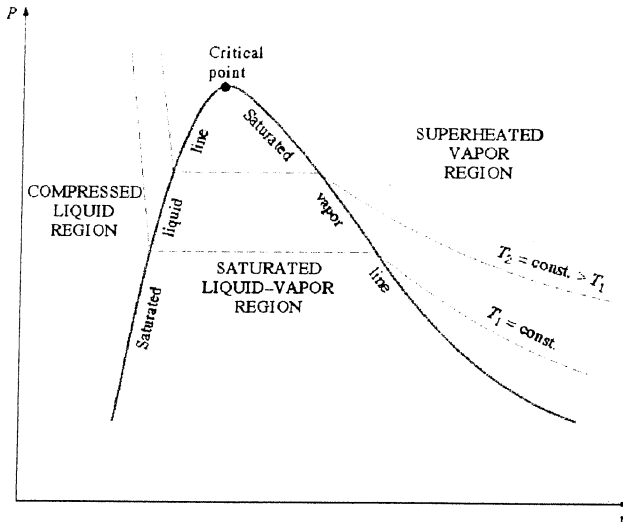 P
Critical
point
Saturated
line
SUPERHEATED
VAPOR
REGION
COMPRESSED
LIQUID
REGION
liquid
vapor
T₂ = const. > T₁
SATURATED
LIQUID–VAPOR
REGION
line
Saturated
T₁ = const.